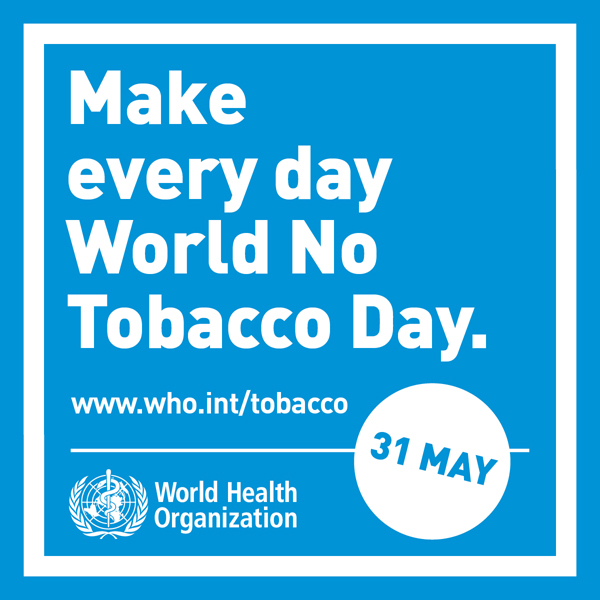 Make
every day
World No
Tobacco Day.
www.who.int/tobacco
31 MAY
World Health
Organization